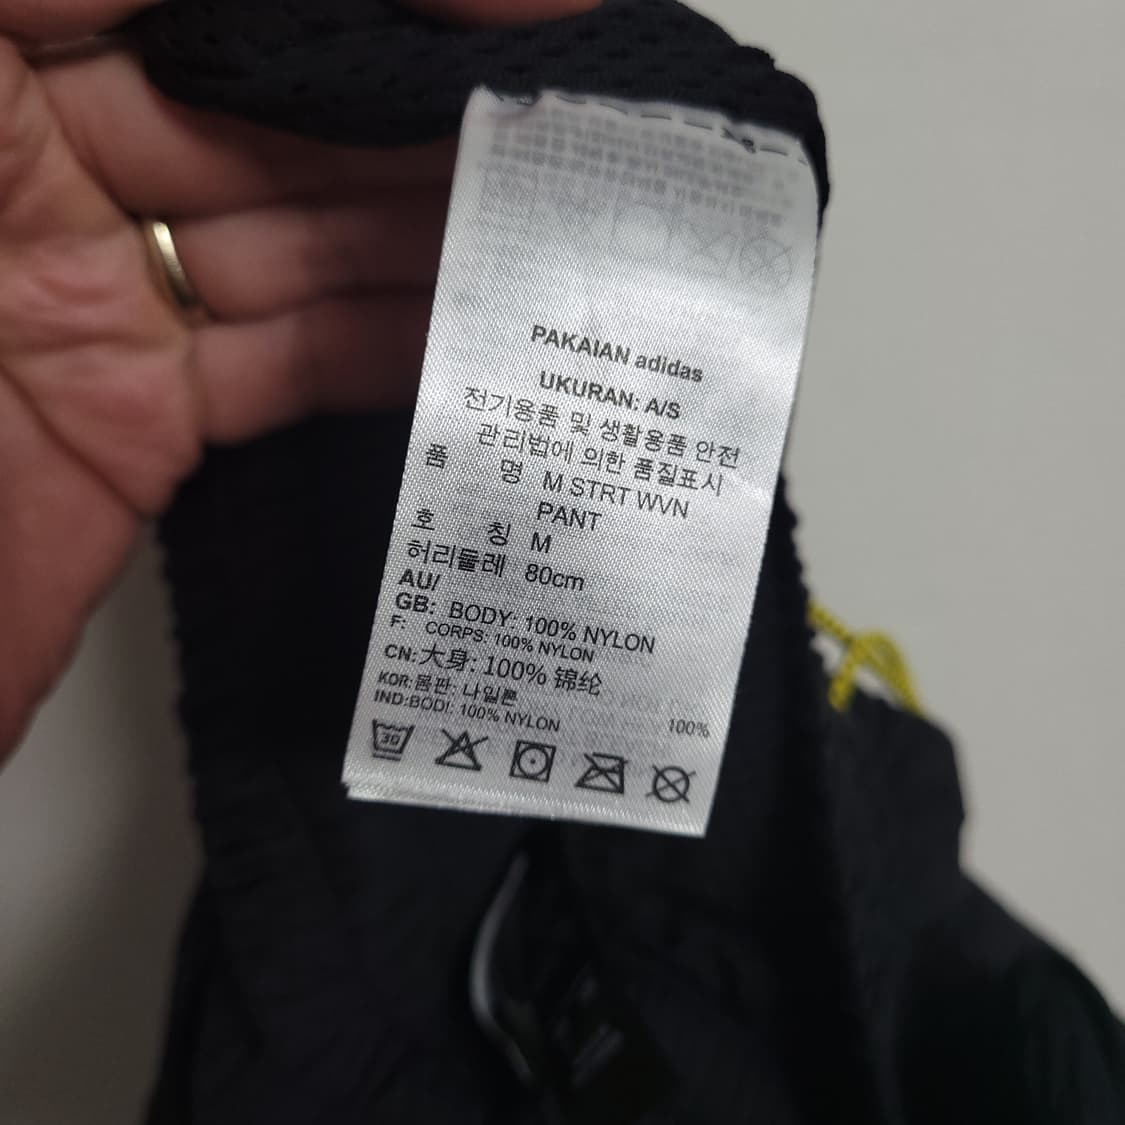 PAKAIAN adidas
UKURAN: A/S
전기용품 및 생활용품 안전
관리법에 의한 품질표시
품 명 M STRT WVN
PANT
호 칭 M
허리둘레 80cm
AU/
GB: BODY: 100% NYLON
F: CORPS: 100% NYLON
CN:大身: 100% 锦纶
KOR:몸판: 나일론 100%
IND:BODI: 100% NYLON
30